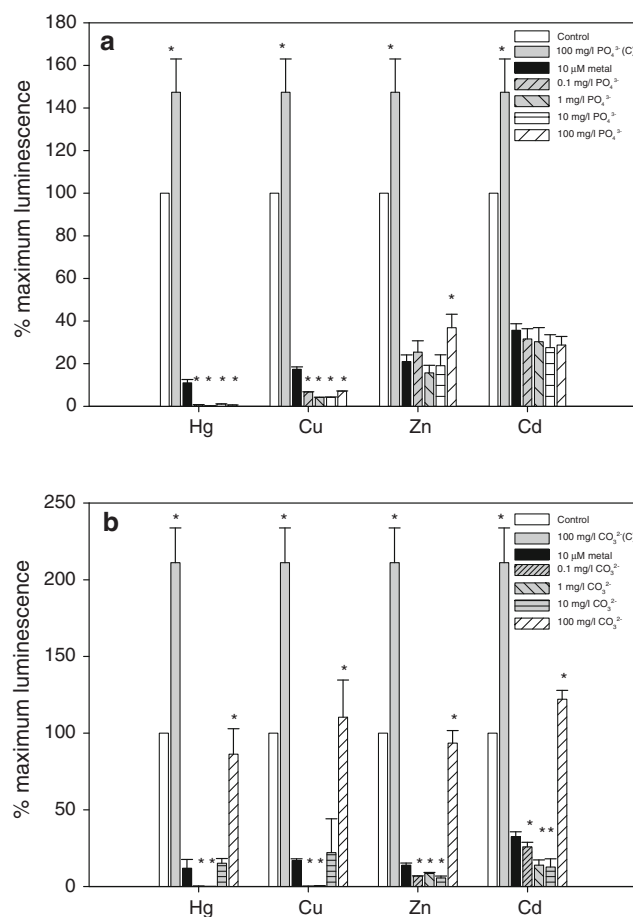 a
% maximum luminescence
180
160
140
120
100
80
60
40
20
0
*
*
*
*
* * * *
* * * *
*
Control
100 mg/l PO₄³⁻(C)
10 µM metal
0.1 mg/l PO₄³⁻
1 mg/l PO₄³⁻
10 mg/l PO₄³⁻
100 mg/l PO₄³⁻
Hg Cu Zn Cd
b
% maximum luminescence
250
200
150
100
50
0
*
*
*
*
* *
*
* *
*
* * *
*
*
* *
*
Control
100 mg/l CO₃²⁻(C)
10 µM metal
0.1 mg/l CO₃²⁻
1 mg/l CO₃²⁻
10 mg/l CO₃²⁻
100 mg/l CO₃²⁻
Hg Cu Zn Cd